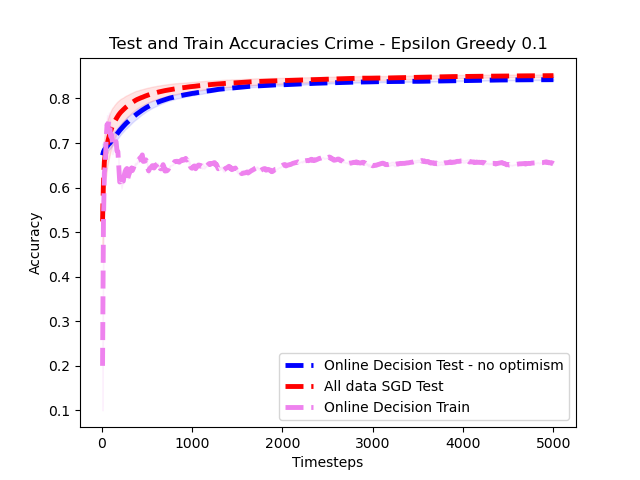 Test and Train Accuracies Crime - Epsilon Greedy 0.1
Accuracy
0.8
0.7
0.6
0.5
0.4
0.3
0.2
0.1
Online Decision Test - no optimism
All data SGD Test
Online Decision Train
0 1000 2000 3000 4000 5000
Timesteps